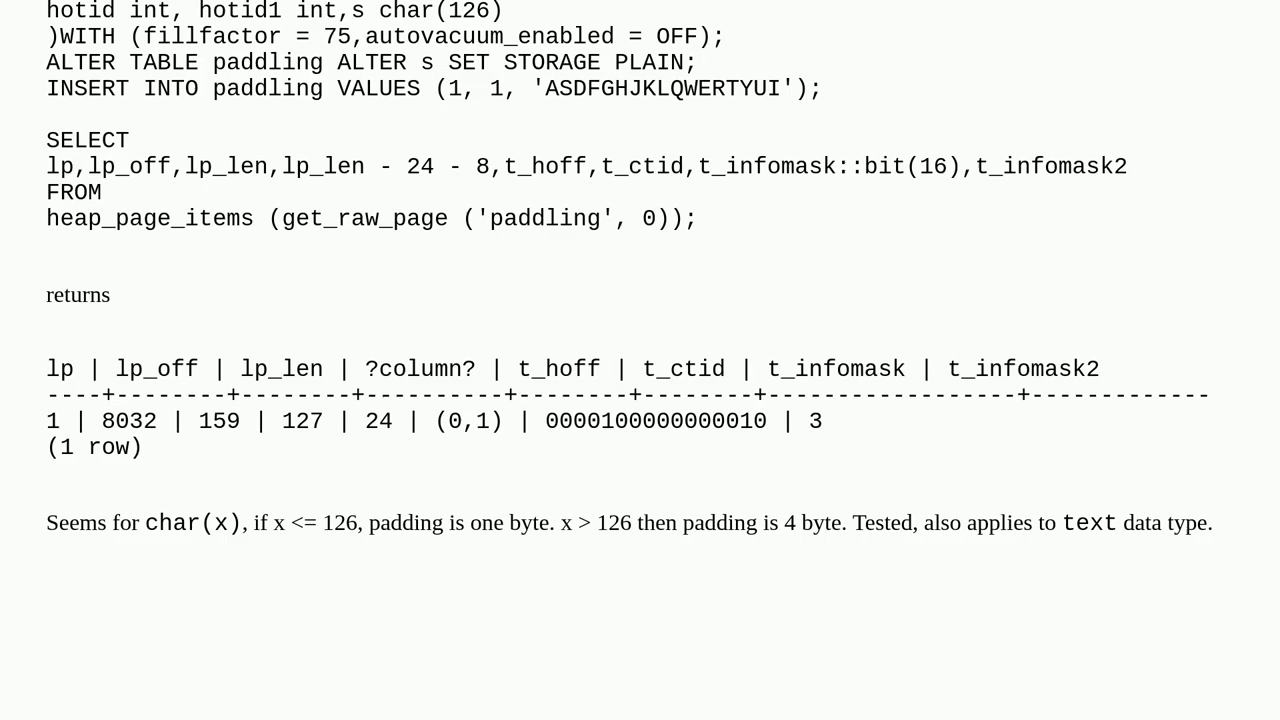 hotid int, hotid1 int,s char(126)
)WITH (fillfactor = 75,autovacuum_enabled = OFF);
ALTER TABLE paddling ALTER s SET STORAGE PLAIN;
INSERT INTO paddling VALUES (1, 1, 'ASDFGHJKLQWERTYUI');
SELECT
lp,lp_off,lp_len,lp_len - 24 - 8,t_hoff,t_ctid,t_infomask::bit(16),t_infomask2
FROM
heap_page_items (get_raw_page ('paddling', 0));
returns
lp | lp_off | lp_len | ?column? | t_hoff | t_ctid | t_infomask | t_infomask2
----+--------+--------+----------+--------+--------+------------------+-------------
1 | 8032 | 159 | 127 | 24 | (0,1) | 0000100000000010 | 3
(1 row)
Seems for char(x), if x <= 126, padding is one byte. x > 126 then padding is 4 byte. Tested, also applies to text data type.